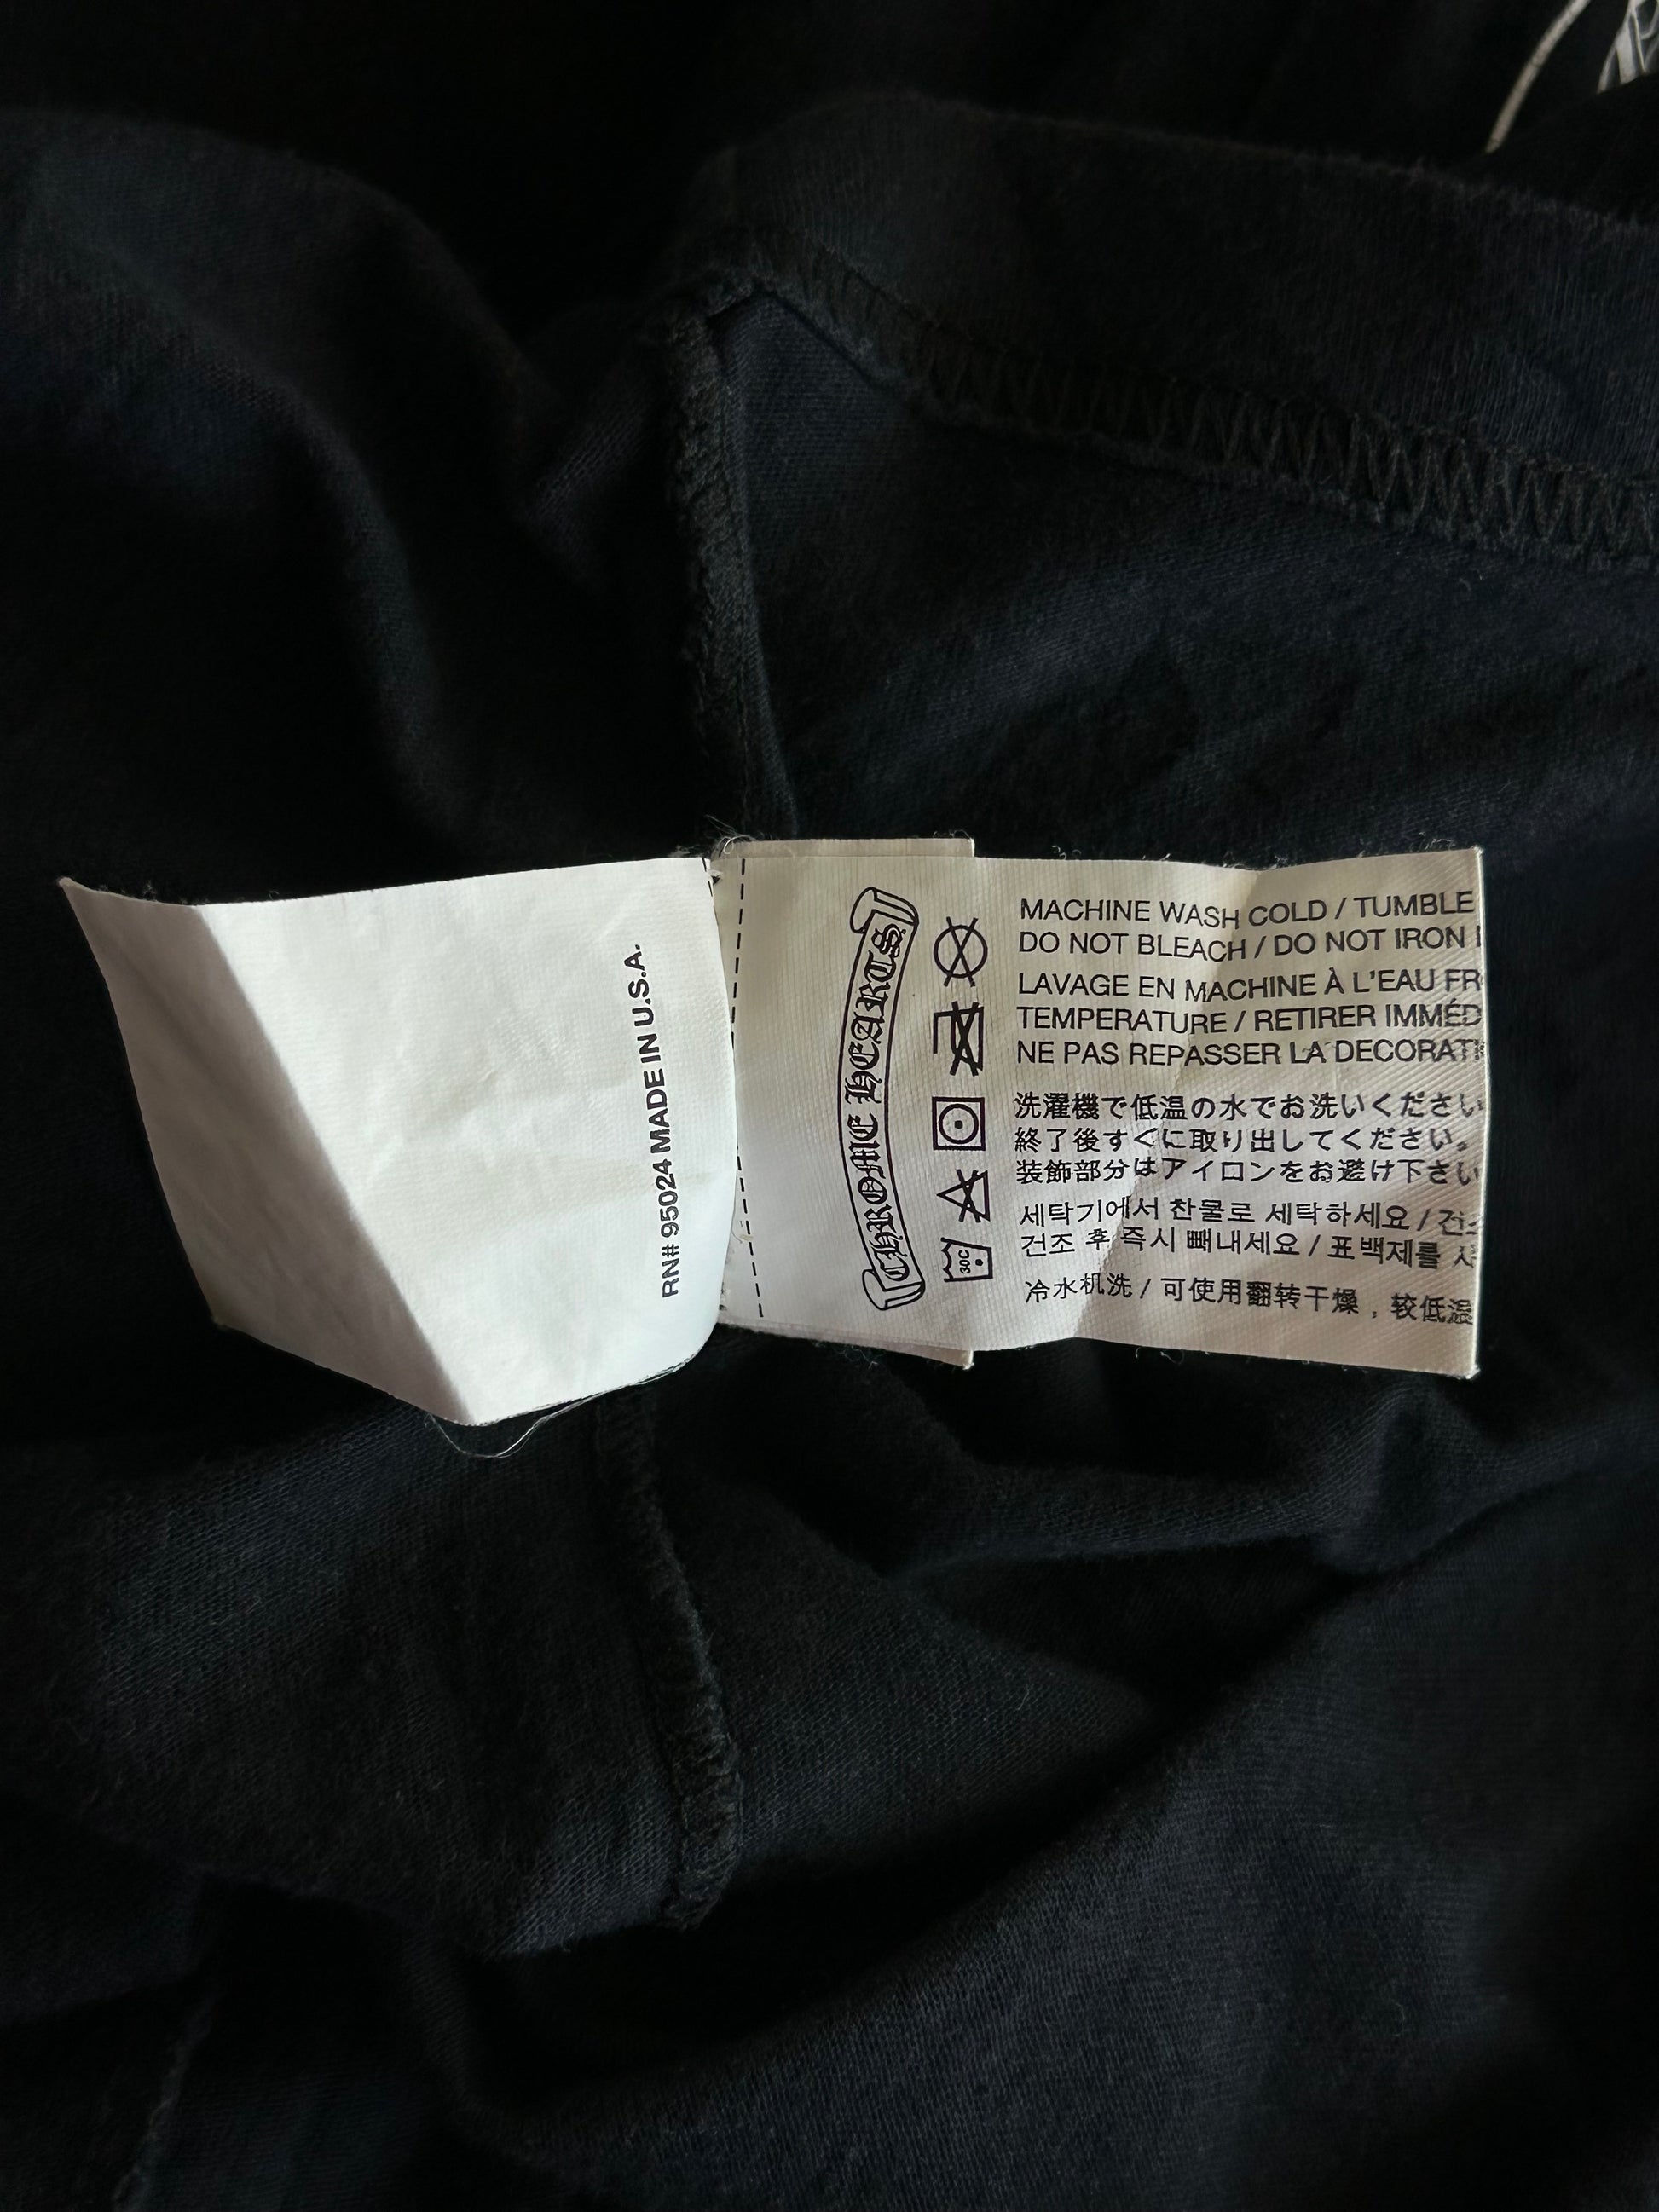 RN# 95024 MADE IN U.S.A.
CHROME HEARTS
30C
MACHINE WASH COLD / TUMBLE
DO NOT BLEACH / DO NOT IRON
LAVAGE EN MACHINE À L'EAU FR
TEMPERATURE / RETIRER IMMÉD
NE PAS REPASSER LA DECORATI
洗濯機で低温の水でお洗いください
終了後すぐに取り出してください。
装飾部分はアイロンをお避け下さい
세탁기에서 찬물로 세탁하세요 / 건조
건조 후 즉시 빼내세요 / 표백제를 사
冷水机洗 / 可使用翻转干燥，较低温